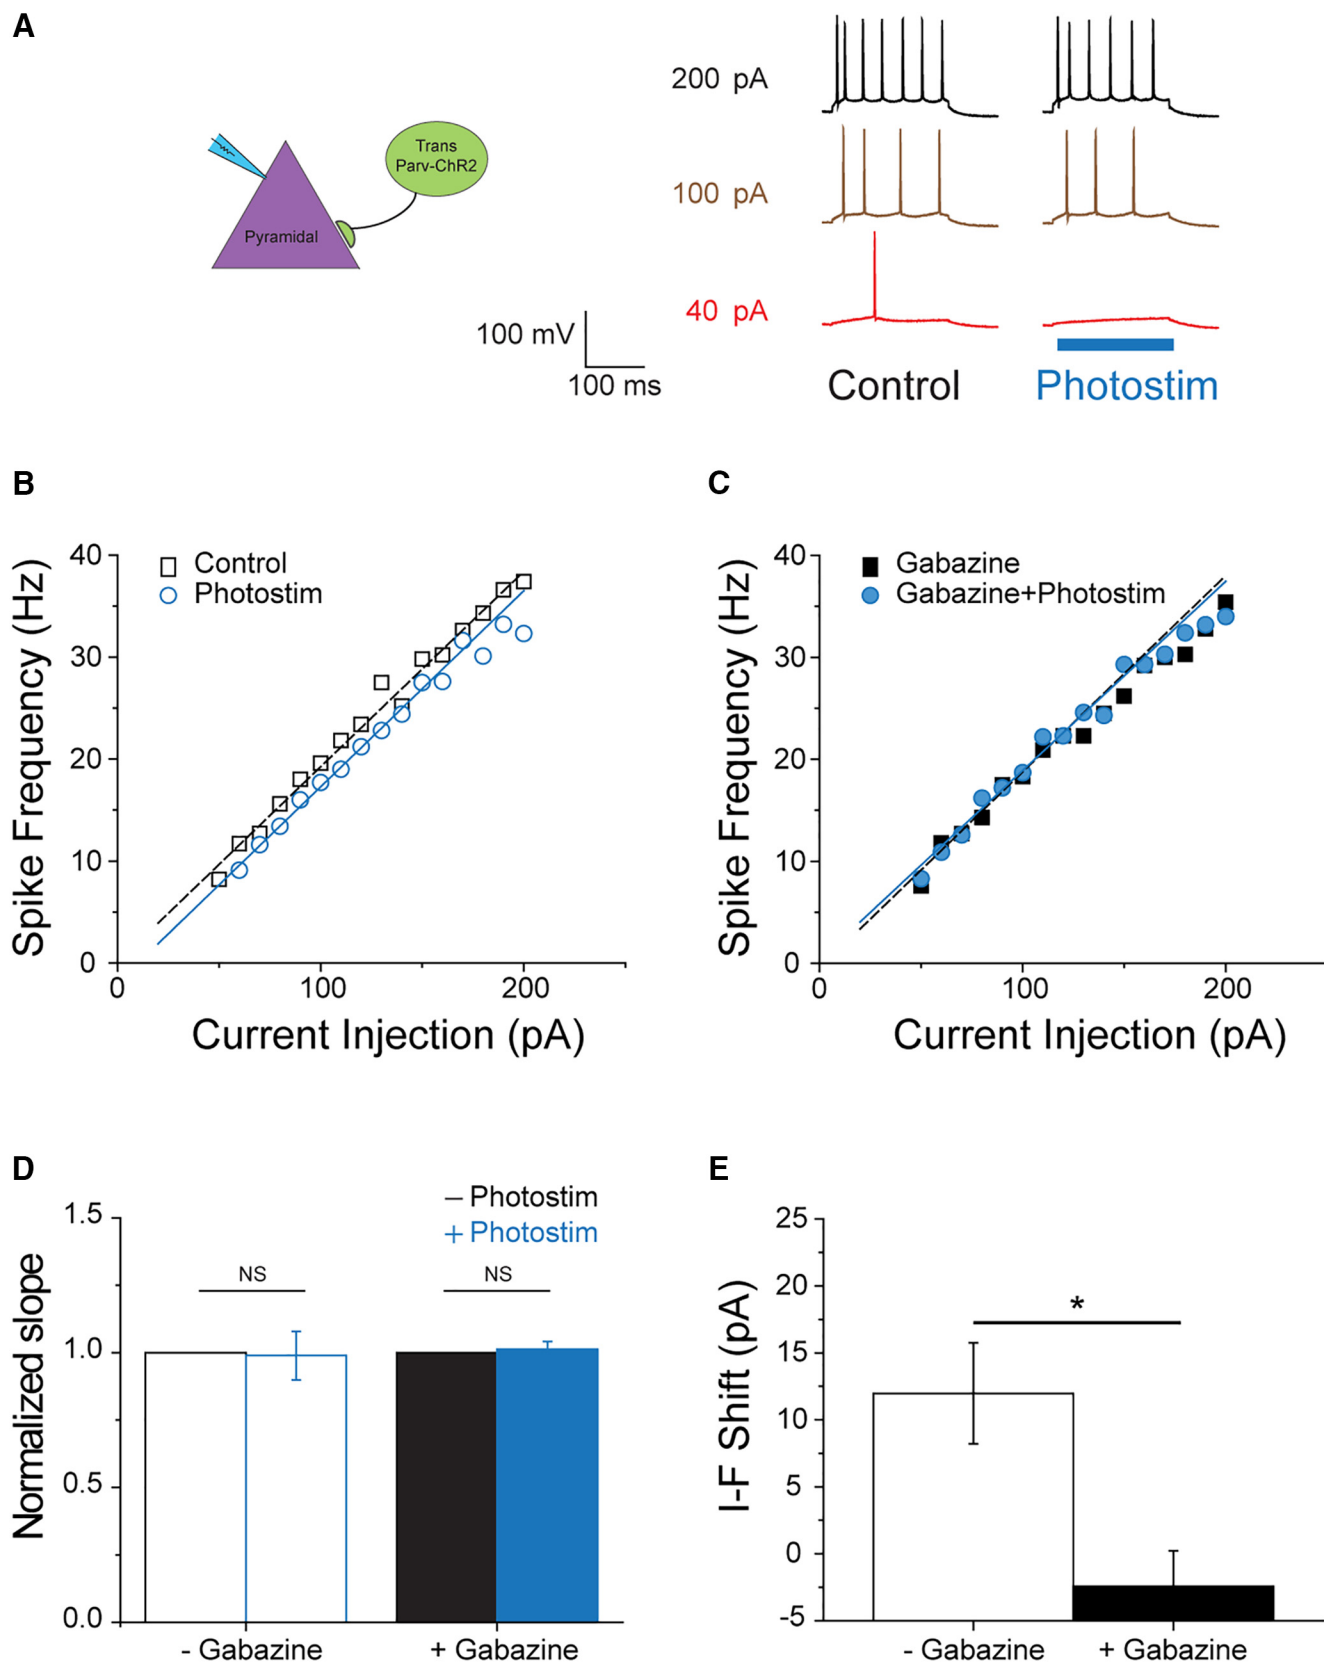 A
200 pA
Trans
Parv-ChR2
100 pA
Pyramidal
40 pA
100 mV
100 ms
Control
Photostim
B
C
Spike Frequency (Hz)
40
30
20
10
0
Control
Photostim
0
100
200
Current Injection (pA)
Spike Frequency (Hz)
40
30
20
10
0
Gabazine
Gabazine+Photostim
0
100
200
Current Injection (pA)
D
E
Normalized slope
1.5
1.0
0.5
0.0
– Photostim
+ Photostim
NS
NS
- Gabazine
+ Gabazine
I-F Shift (pA)
25
20
15
10
5
0
-5
*
- Gabazine
+ Gabazine